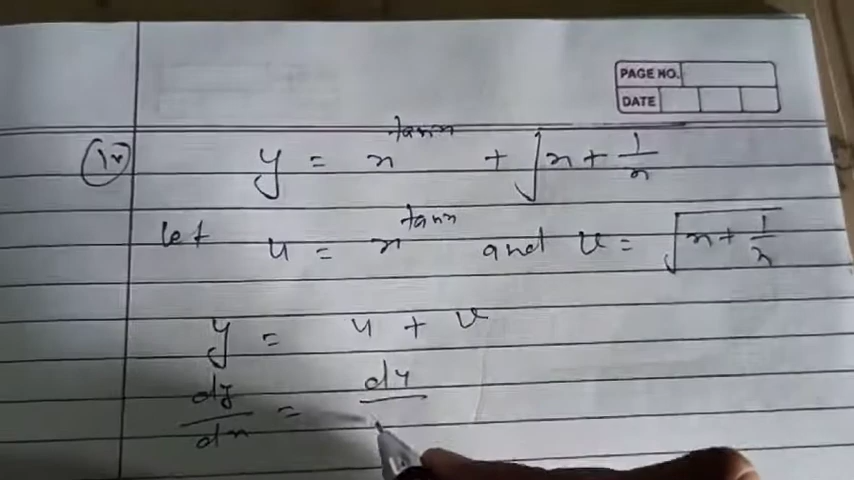 PAGE NO.
DATE
(iv) y = x^tanx + √(x + 1/x)
let u = x^tanx and v = √(x + 1/x)
y = u + v
dy/dx = du/